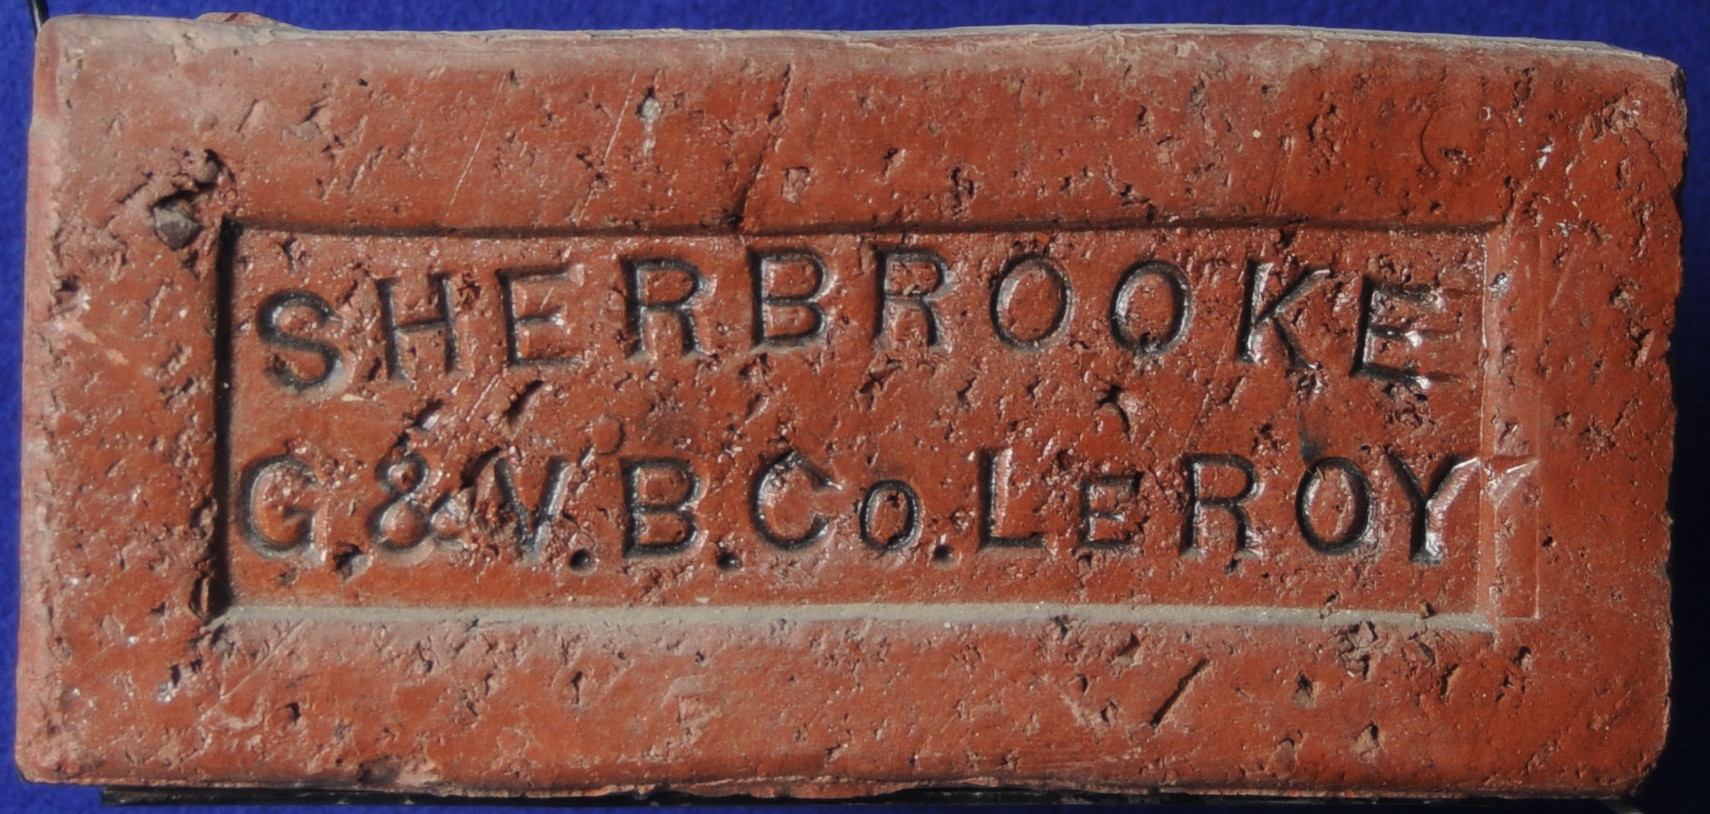 SHERBROOKE
G. & V. B. Co. LEROY